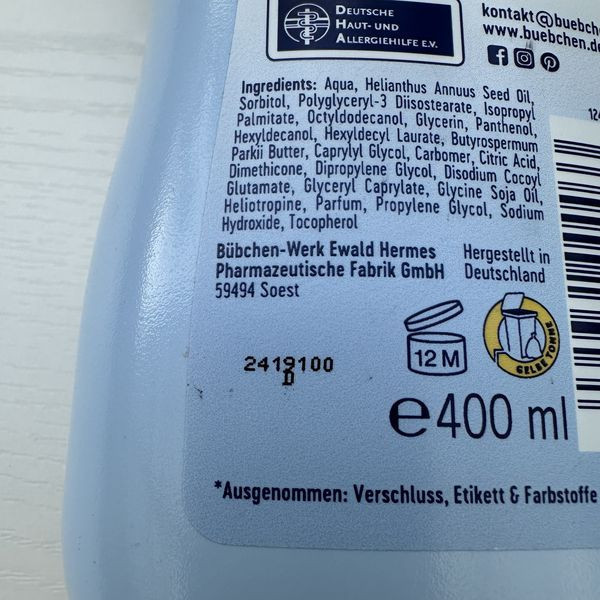 DEUTSCHE
HAUT- UND
ALLERGIEHILFE E.V.
kontakt@buebchen
www.buebchen.de
Ingredients: Aqua, Helianthus Annuus Seed Oil,
Sorbitol, Polyglyceryl-3 Diisostearate, Isopropyl
Palmitate, Octyldodecanol, Glycerin, Panthenol,
Hexyldecanol, Hexyldecyl Laurate, Butyrospermum
Parkii Butter, Caprylyl Glycol, Carbomer, Citric Acid,
Dimethicone, Dipropylene Glycol, Disodium Cocoyl
Glutamate, Glyceryl Caprylate, Glycine Soja Oil,
Heliotropine, Parfum, Propylene Glycol, Sodium
Hydroxide, Tocopherol
Bübchen-Werk Ewald Hermes
Pharmazeutische Fabrik GmbH
59494 Soest
Hergestellt in
Deutschland
12 M
GELBE TONNE
2419100
D
e 400 ml
*Ausgenommen: Verschluss, Etikett & Farbstoffe